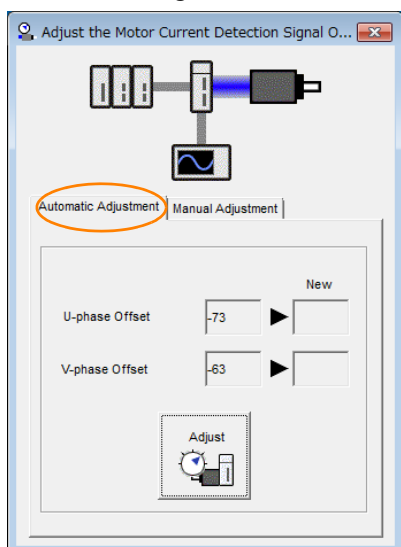 Adjust the Motor Current Detection Signal O...
Automatic Adjustment Manual Adjustment
New
U-phase Offset -73
V-phase Offset -63
Adjust